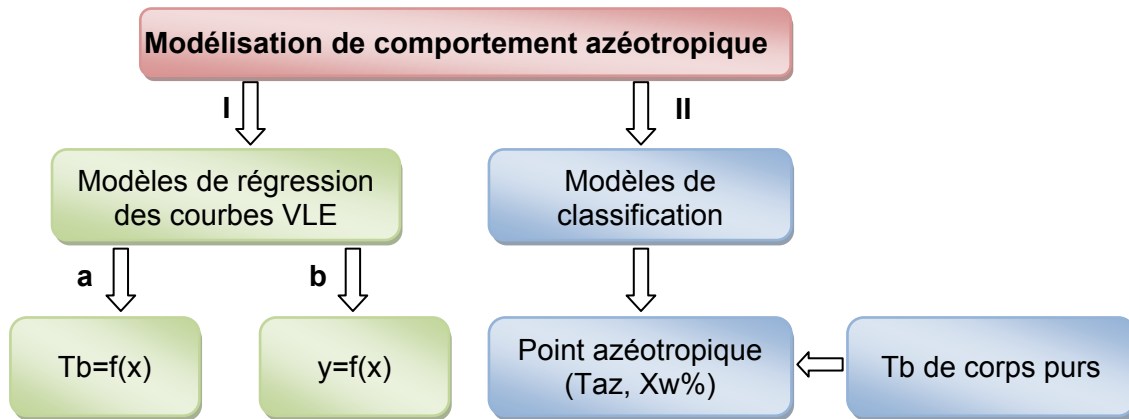 Modélisation de comportement azéotropique
I
II
Modèles de régression
des courbes VLE
Modèles de
classification
a
b
Tb=f(x)
y=f(x)
Point azéotropique
(Taz, Xw%)
Tb de corps purs